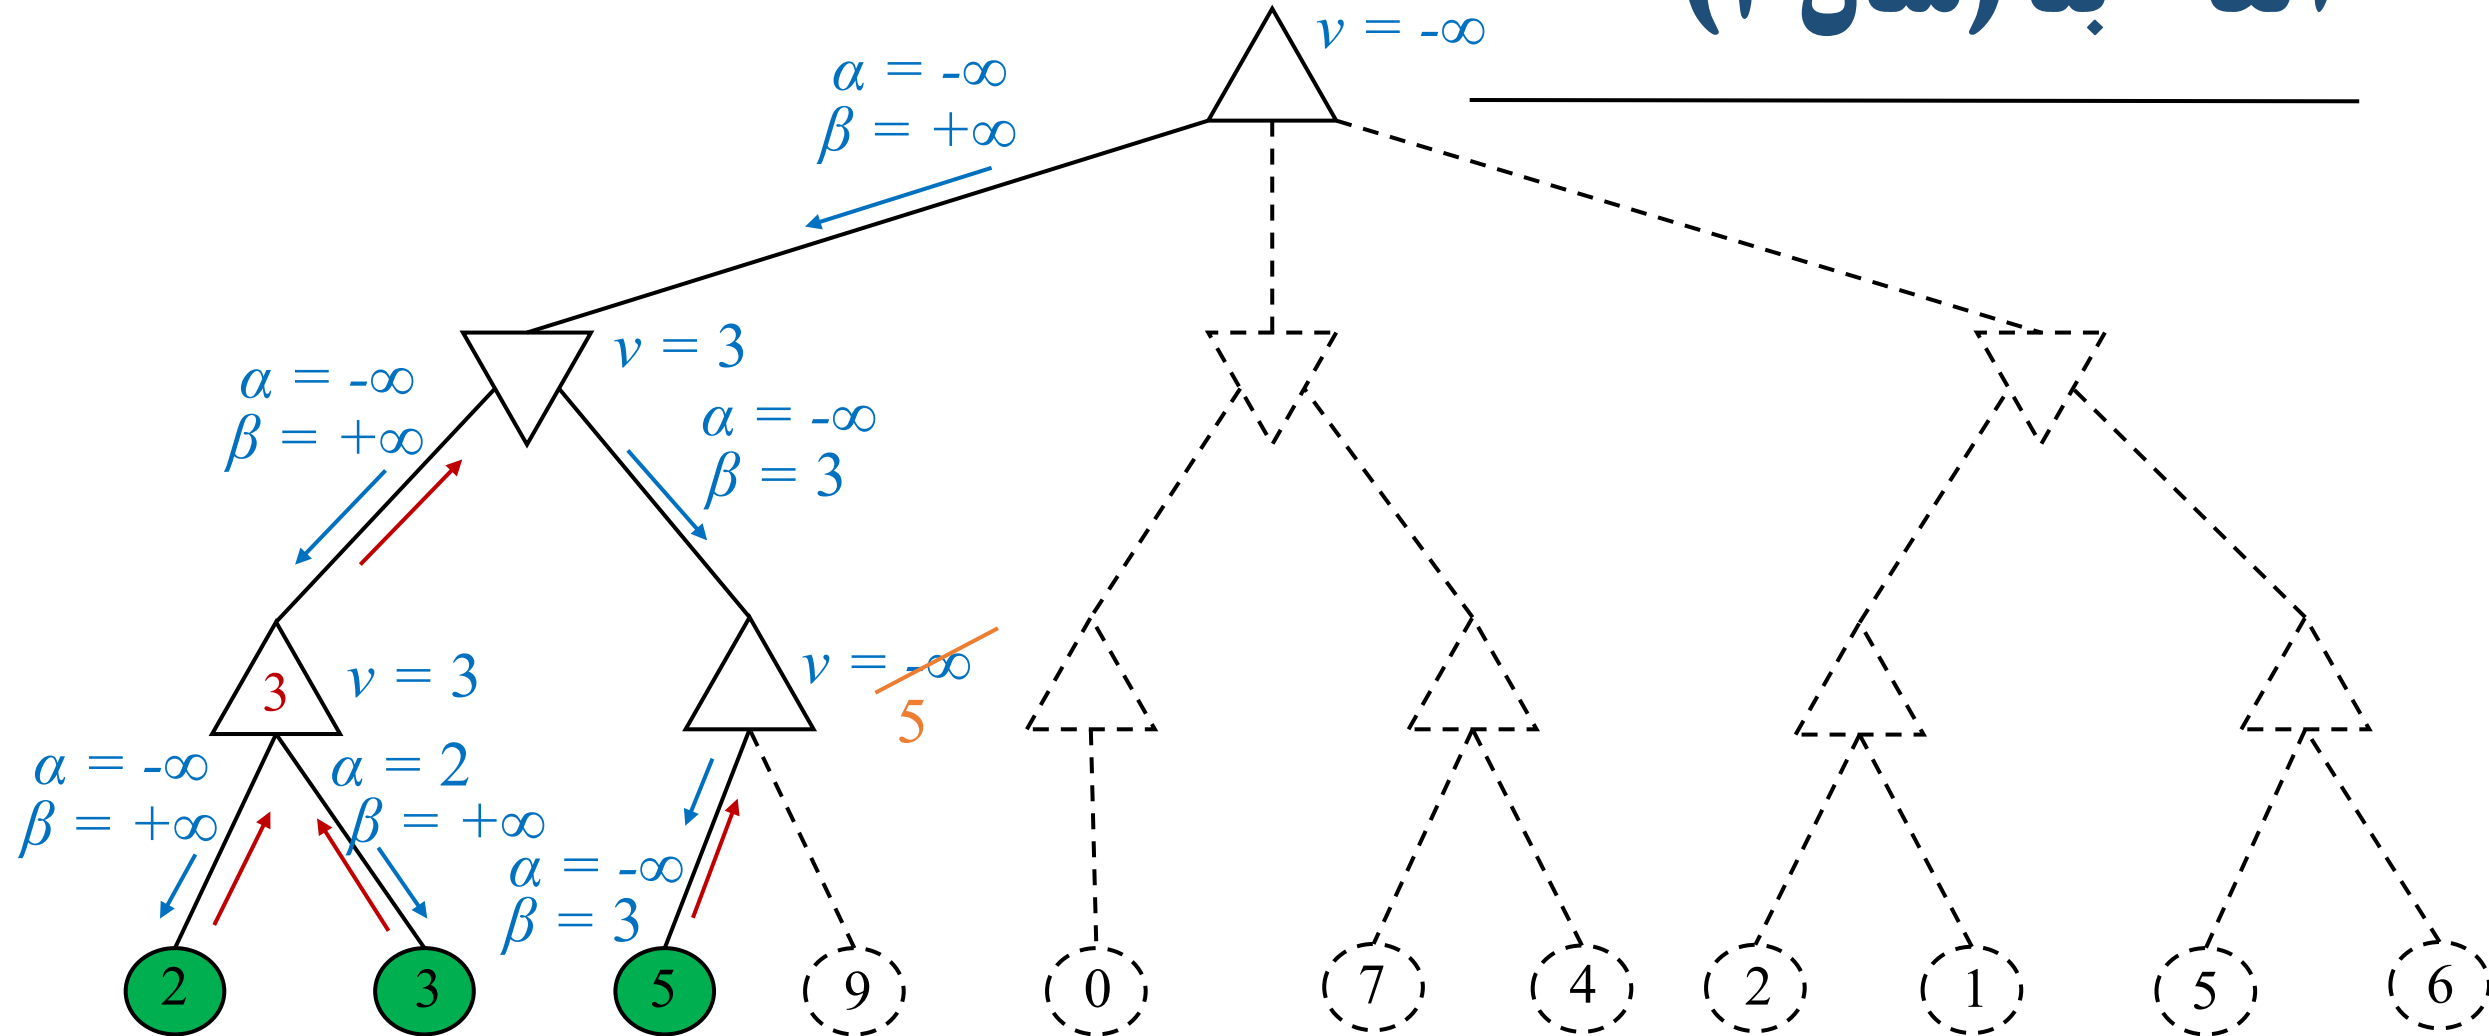 v = -∞
α = -∞
β = +∞
v = 3
α = -∞
β = +∞
α = -∞
β = 3
v = -∞
5
3
v = 3
α = -∞
β = +∞
α = 2
β = +∞
α = -∞
β = 3
2 3 5 9 0 7 4 2 1 5 6